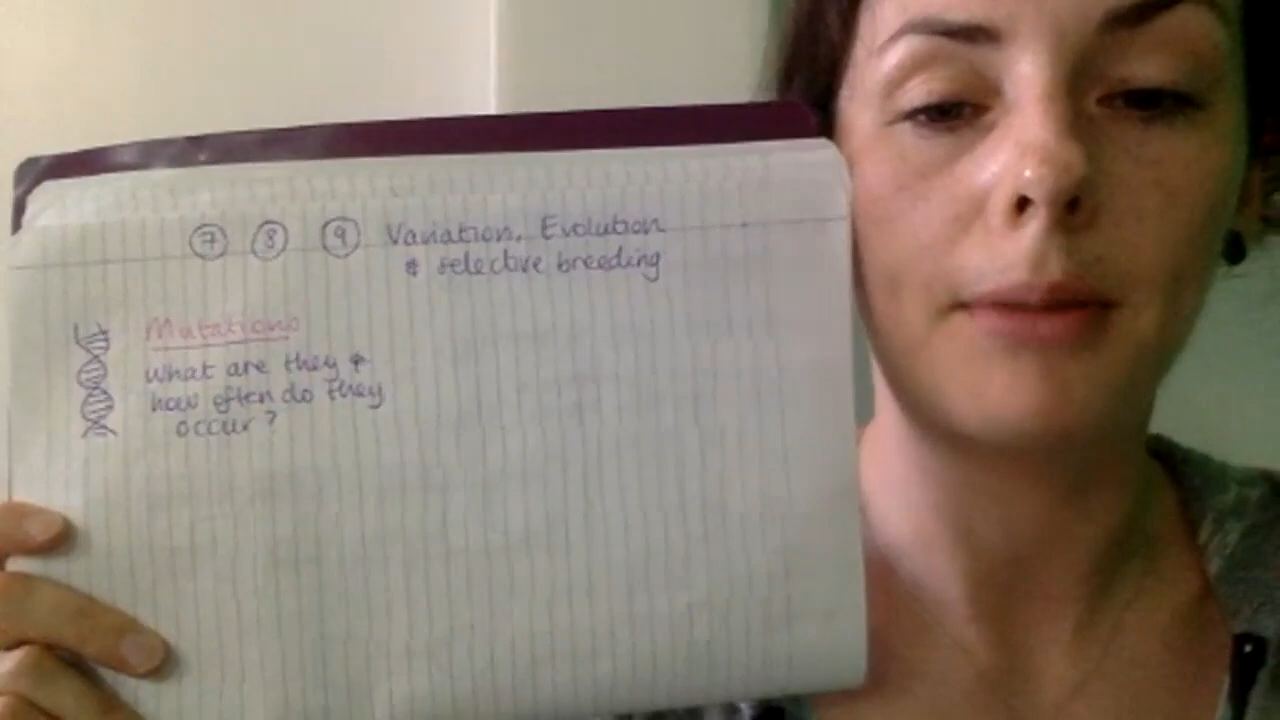 7 8 9 Variation, Evolution
& selective breeding
Mutations
What are they &
how often do they
occur?